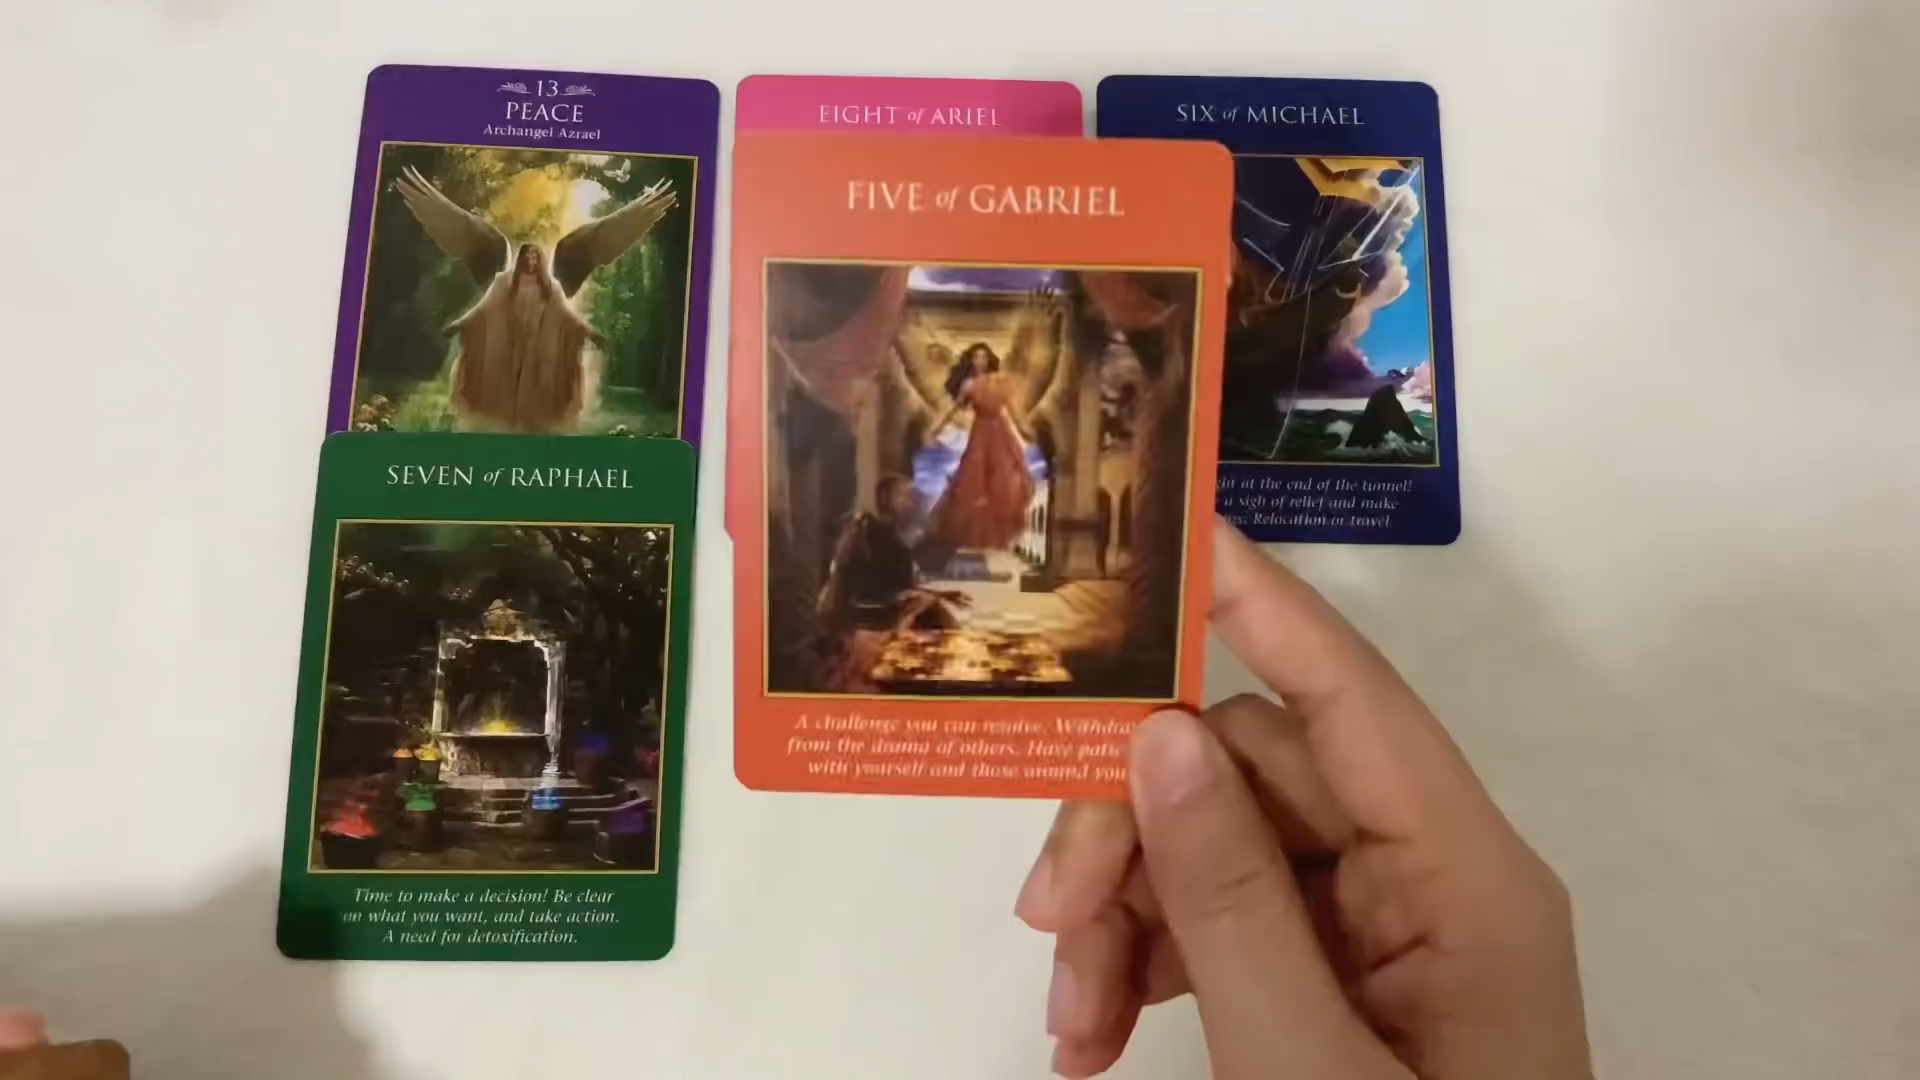 13
PEACE
Archangel Azrael
EIGHT of ARIEL
SIX of MICHAEL
at the end of the tunnel!
a sigh of relief and make
Relocation or travel.
FIVE of GABRIEL
A challenge you can resolve.
from the drama of others. Have
with yourself and those around you
SEVEN of RAPHAEL
Time to make a decision! Be clear
on what you want, and take action.
A need for detoxification.